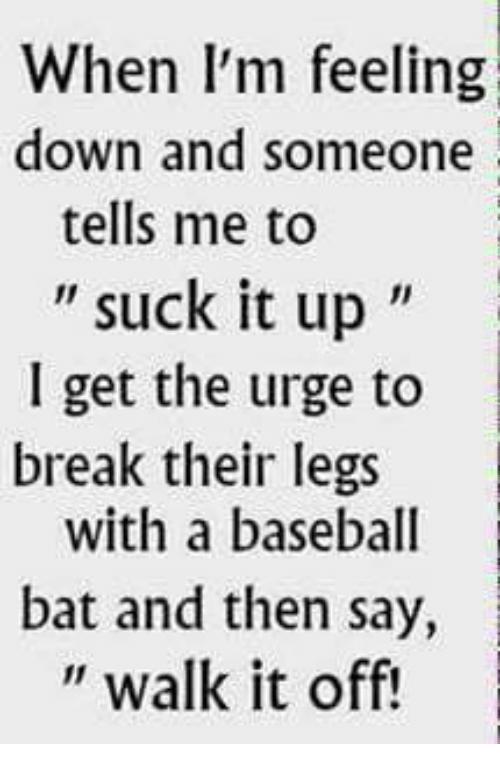 When I'm feeling
down and someone
tells me to
" suck it up "
I get the urge to
break their legs
with a baseball
bat and then say,
" walk it off!